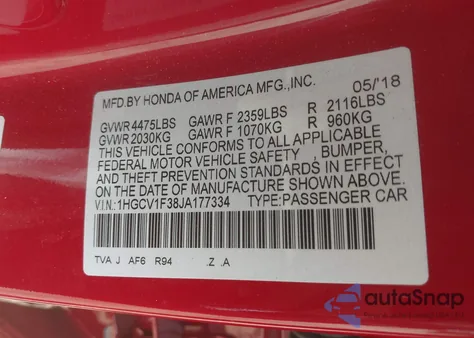 MFD.BY HONDA OF AMERICA MFG.,INC. 05/'18
GVWR 4475LBS GAWR F 2359LBS R 2116LBS
GVWR 2030KG GAWR F 1070KG R 960KG
THIS VEHICLE CONFORMS TO ALL APPLICABLE
FEDERAL MOTOR VEHICLE SAFETY , BUMPER,
AND THEFT PREVENTION STANDARDS IN EFFECT
ON THE DATE OF MANUFACTURE SHOWN ABOVE.
V.I.N.:1HGCV1F38JA177334 TYPE:PASSENGER CAR
TVA J AF6 R94 .Z .A
autoSnap